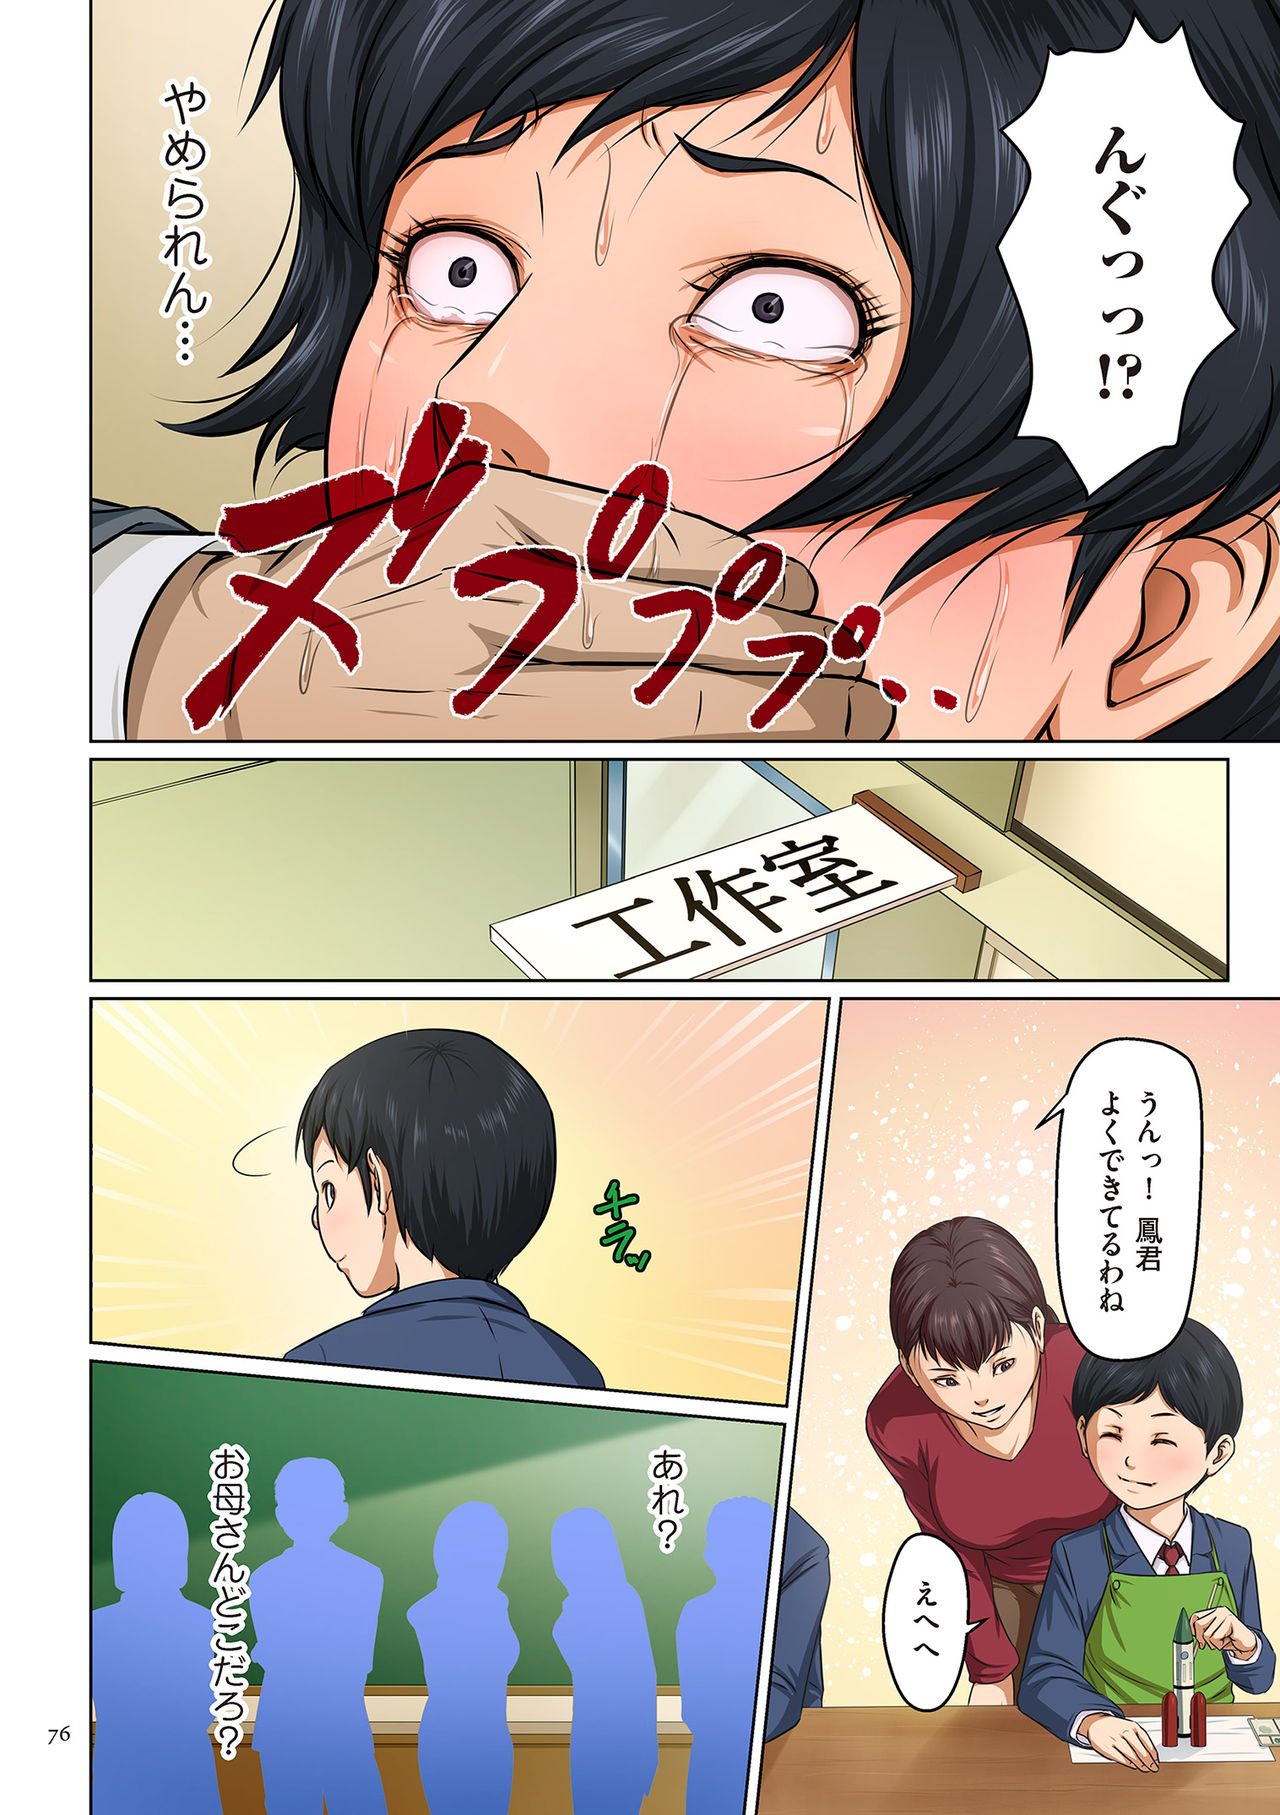 んぐっっ!?
やめられん…
ズププププ…
工作室
うんっ！鳳君
よくできてるわね
えへへ
チラッ
あれ？
お母さんどこだろ？
76